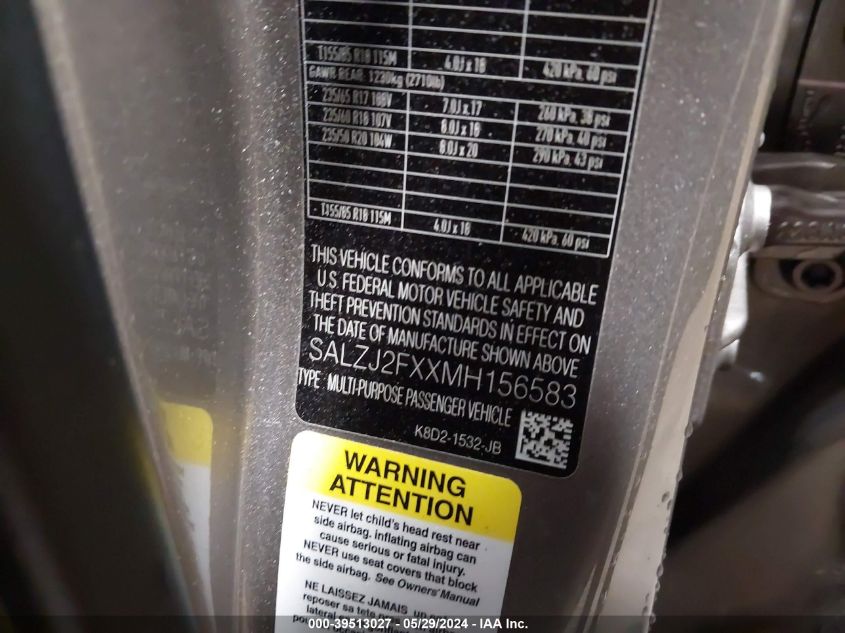 T155/85 R18 115M 4.0J x 18 420 kPa, 60 psi
GAWR REAR: 1230kg (2710lb)
235/65 R17 108V 7.0J x 17 260 kPa, 38 psi
235/60 R18 107V 8.0J x 18 270 kPa, 40 psi
235/50 R20 104W 8.0J x 20 290 kPa, 43 psi
T155/85 R18 115M 4.0J x 18 420 kPa, 60 psi
THIS VEHICLE CONFORMS TO ALL APPLICABLE
U.S. FEDERAL MOTOR VEHICLE SAFETY AND
THEFT PREVENTION STANDARDS IN EFFECT ON
THE DATE OF MANUFACTURE SHOWN ABOVE
SALZJ2FXXMH156583
TYPE MULTI-PURPOSE PASSENGER VEHICLE
K8D2-1532-JB
WARNING
ATTENTION
NEVER let child's head rest near
side airbag. inflating airbag can
cause serious or fatal injury.
NEVER use seat covers that block
the side airbag. See Owners' Manual
NE LAISSEZ JAMAIS un
reposer sa tete
000-39513027 - 05/29/2024 - IAA Inc.